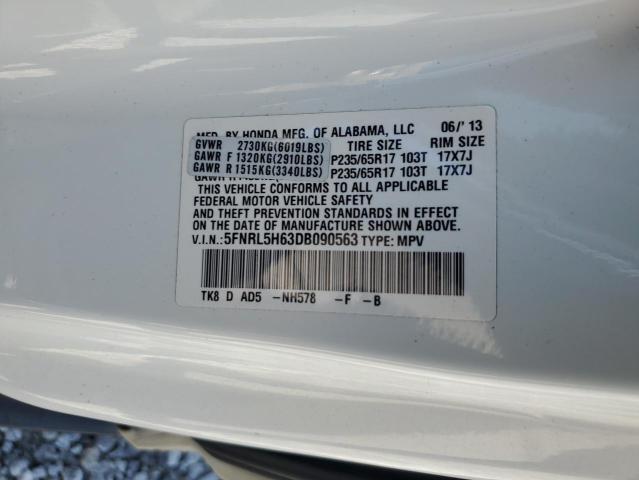 MFD. BY HONDA MFG. OF ALABAMA, LLC 06/'13
GVWR 2730KG(6019LBS) TIRE SIZE RIM SIZE
GAWR F 1320KG(2910LBS) P235/65R17 103T 17X7J
GAWR R 1515KG(3340LBS) P235/65R17 103T 17X7J
THIS VEHICLE CONFORMS TO ALL APPLICABLE
FEDERAL MOTOR VEHICLE SAFETY
AND THEFT PREVENTION STANDARDS IN EFFECT
ON THE DATE OF MANUFACTURE SHOWN ABOVE.
V.I.N.:5FNRL5H63DB090563 TYPE: MPV
TK8 D AD5 -NH578 -F -B